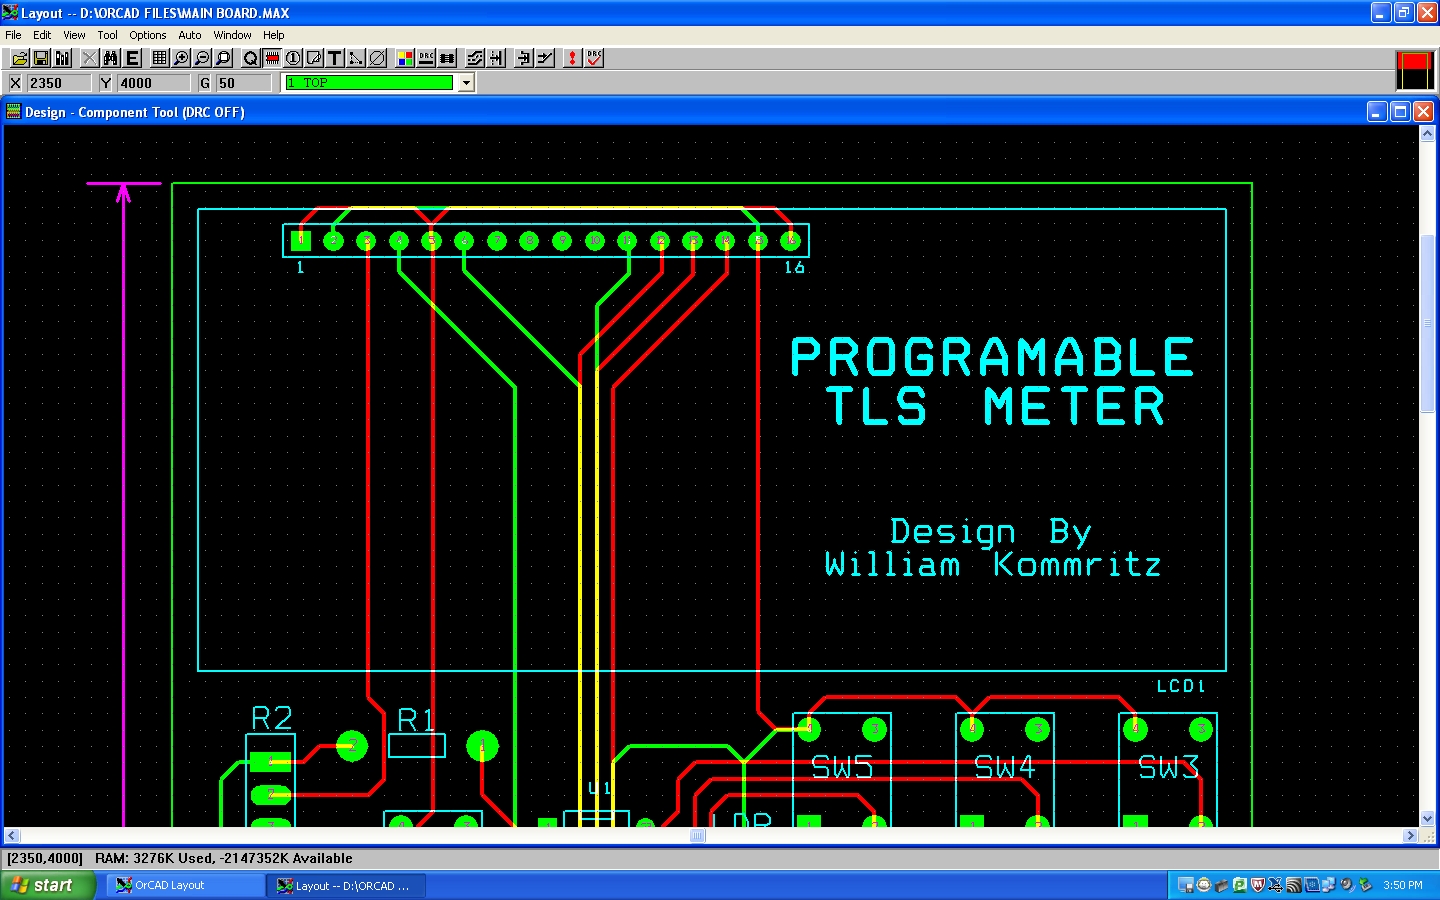 Layout -- D:\ORCAD FILES\MAIN BOARD.MAX
File Edit View Tool Options Auto Window Help
X 2350 Y 4000 G 50 1 TOP
Design - Component Tool (DRC OFF)
1 2 3 4 5 6 7 8 9 10 11 12 13 14 15 16
1 16
PROGRAMABLE
TLS METER
Design By
William Kommritz
LCD1
R2 R1
4 3 4 3 4 3
1 2 1
SW5 SW4 SW3
U1
2
LDR
[2350,4000] RAM: 3276K Used, -2147352K Available
start OrCAD Layout Layout -- D:\ORCAD ... 3:50 PM